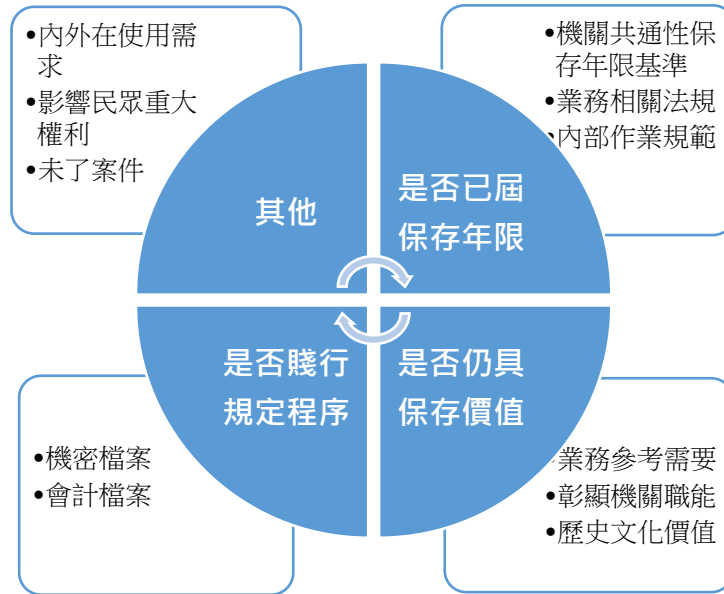 •內外在使用需
求
•影響民眾重大
權利
•未了案件
•機關共通性保
存年限基準
•業務相關法規
•內部作業規範
其他
是否已屆
保存年限
是否賤行
規定程序
是否仍具
保存價值
•機密檔案
•會計檔案
•業務參考需要
•彰顯機關職能
•歷史文化價值